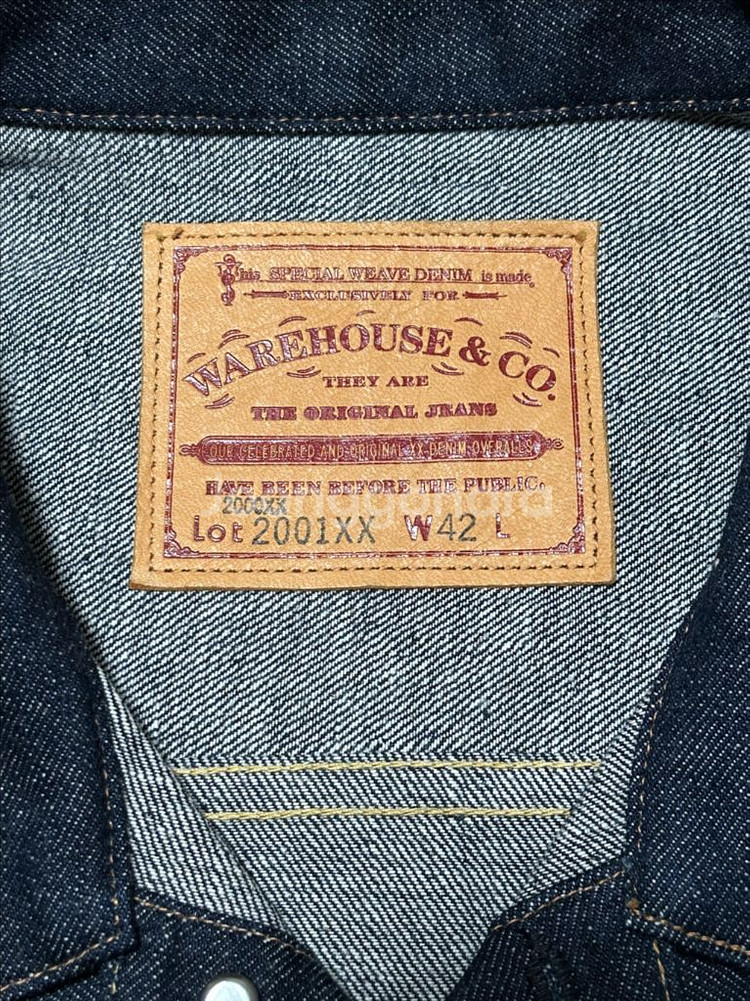 This SPECIAL WEAVE DENIM is made
EXCLUSIVELY FOR
WAREHOUSE & CO.
THEY ARE
THE ORIGINAL JEANS
OUR CELEBRATED AND ORIGINAL XX DENIM OVERALLS
HAVE BEEN BEFORE THE PUBLIC.
2000XX
Lot 2001XX W 42 L